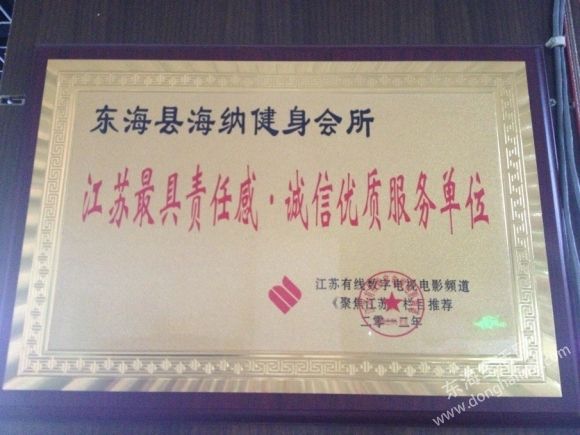 东海县海纳健身会所
江苏最具责任感·诚信优质服务单位
江苏有线数字电视电影频道
《聚焦江苏》栏目推荐
二零一二年